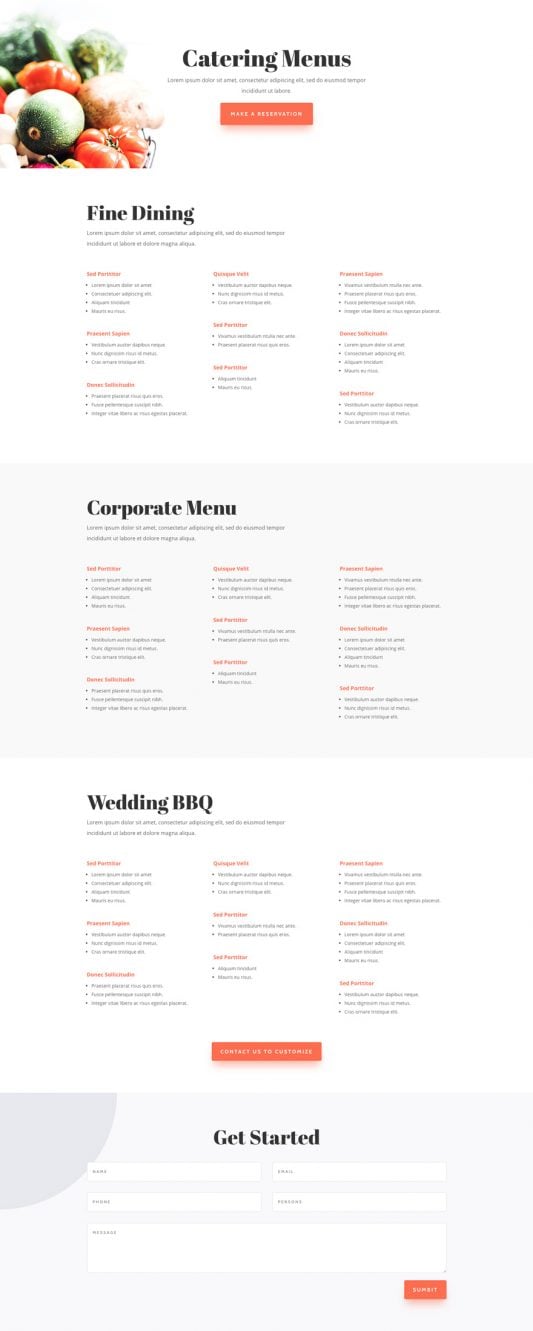 Catering Menus
Lorem ipsum dolor sit amet, consectetur adipiscing elit, sed do eiusmod tempor
incididunt ut labore.
MAKE A RESERVATION
Fine Dining
Lorem ipsum dolor sit amet, consectetur adipiscing elit, sed do eiusmod tempor
incididunt ut labore et dolore magna aliqua.
Sed Porttitor
Lorem ipsum dolor sit amet
Consectetuer adipiscing elit.
Aliquam tincidunt
Mauris eu risus.
Praesent Sapien
Vestibulum auctor dapibus neque.
Nunc dignissim risus id metus.
Cras ornare tristique elit.
Donec Sollicitudin
Praesent placerat risus quis eros.
Fusce pellentesque suscipit nibh.
Integer vitae libero ac risus egestas placerat.
Quisque Velit
Vestibulum auctor dapibus neque.
Nunc dignissim risus id metus.
Cras ornare tristique elit.
Sed Porttitor
Vivamus vestibulum ntulla nec ante.
Praesent placerat risus quis eros.
Sed Porttitor
Aliquam tincidunt
Mauris eu risus.
Praesent Sapien
Vivamus vestibulum ntulla nec ante.
Praesent placerat risus quis eros.
Fusce pellentesque suscipit nibh.
Integer vitae libero ac risus egestas placerat.
Donec Sollicitudin
Lorem ipsum dolor sit amet
Consectetuer adipiscing elit.
Aliquam tincidunt
Mauris eu risus.
Sed Porttitor
Vestibulum auctor dapibus neque.
Nunc dignissim risus id metus.
Cras ornare tristique elit.
Corporate Menu
Lorem ipsum dolor sit amet, consectetur adipiscing elit, sed do eiusmod tempor
incididunt ut labore et dolore magna aliqua.
Sed Porttitor
Lorem ipsum dolor sit amet
Consectetuer adipiscing elit.
Aliquam tincidunt
Mauris eu risus.
Praesent Sapien
Vestibulum auctor dapibus neque.
Nunc dignissim risus id metus.
Cras ornare tristique elit.
Donec Sollicitudin
Praesent placerat risus quis eros.
Fusce pellentesque suscipit nibh.
Integer vitae libero ac risus egestas placerat.
Quisque Velit
Vestibulum auctor dapibus neque.
Nunc dignissim risus id metus.
Cras ornare tristique elit.
Sed Porttitor
Vivamus vestibulum ntulla nec ante.
Praesent placerat risus quis eros.
Sed Porttitor
Aliquam tincidunt
Mauris eu risus.
Praesent Sapien
Vivamus vestibulum ntulla nec ante.
Praesent placerat risus quis eros.
Fusce pellentesque suscipit nibh.
Integer vitae libero ac risus egestas placerat.
Donec Sollicitudin
Lorem ipsum dolor sit amet
Consectetuer adipiscing elit.
Aliquam tincidunt
Mauris eu risus.
Sed Porttitor
Vestibulum auctor dapibus neque.
Nunc dignissim risus id metus.
Cras ornare tristique elit.
Wedding BBQ
Lorem ipsum dolor sit amet, consectetur adipiscing elit, sed do eiusmod tempor
incididunt ut labore et dolore magna aliqua.
Sed Porttitor
Lorem ipsum dolor sit amet
Consectetuer adipiscing elit.
Aliquam tincidunt
Mauris eu risus.
Praesent Sapien
Vestibulum auctor dapibus neque.
Nunc dignissim risus id metus.
Cras ornare tristique elit.
Donec Sollicitudin
Praesent placerat risus quis eros.
Fusce pellentesque suscipit nibh.
Integer vitae libero ac risus egestas placerat.
Quisque Velit
Vestibulum auctor dapibus neque.
Nunc dignissim risus id metus.
Cras ornare tristique elit.
Sed Porttitor
Vivamus vestibulum ntulla nec ante.
Praesent placerat risus quis eros.
Sed Porttitor
Aliquam tincidunt
Mauris eu risus.
Praesent Sapien
Vivamus vestibulum ntulla nec ante.
Praesent placerat risus quis eros.
Fusce pellentesque suscipit nibh.
Integer vitae libero ac risus egestas placerat.
Donec Sollicitudin
Lorem ipsum dolor sit amet
Consectetuer adipiscing elit.
Aliquam tincidunt
Mauris eu risus.
Sed Porttitor
Vestibulum auctor dapibus neque.
Nunc dignissim risus id metus.
Cras ornare tristique elit.
CONTACT US TO CUSTOMIZE
Get Started
NAME
EMAIL
PHONE
PERSONS
MESSAGE
SUMBIT